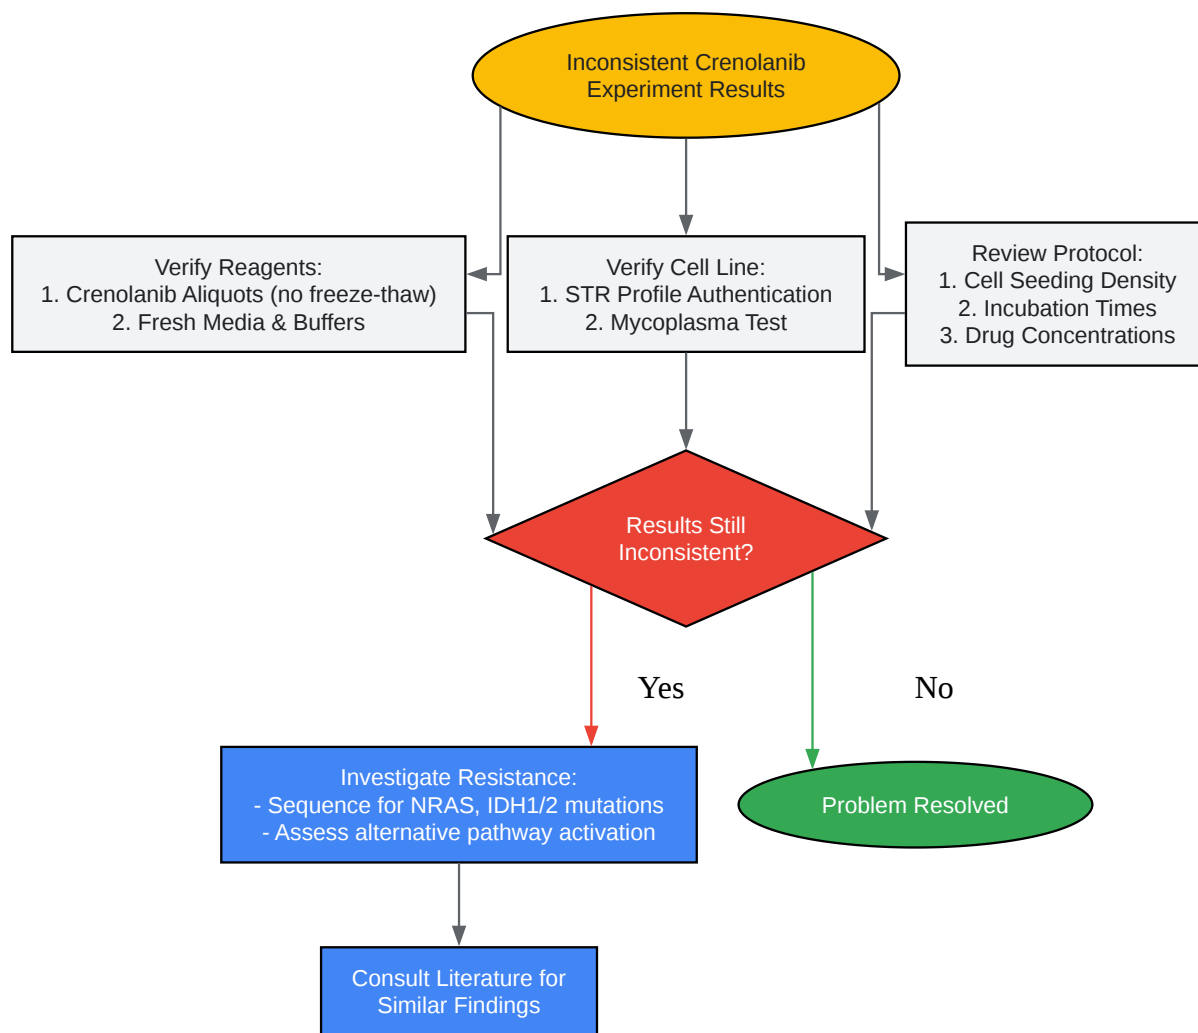 Inconsistent Crenolanib
Experiment Results
Verify Reagents:
1. Crenolanib Aliquots (no freeze-thaw)
2. Fresh Media & Buffers
Verify Cell Line:
1. STR Profile Authentication
2. Mycoplasma Test
Review Protocol:
1. Cell Seeding Density
2. Incubation Times
3. Drug Concentrations
Results Still
Inconsistent?
Yes
No
Investigate Resistance:
- Sequence for NRAS, IDH1/2 mutations
- Assess alternative pathway activation
Problem Resolved
Consult Literature for
Similar Findings